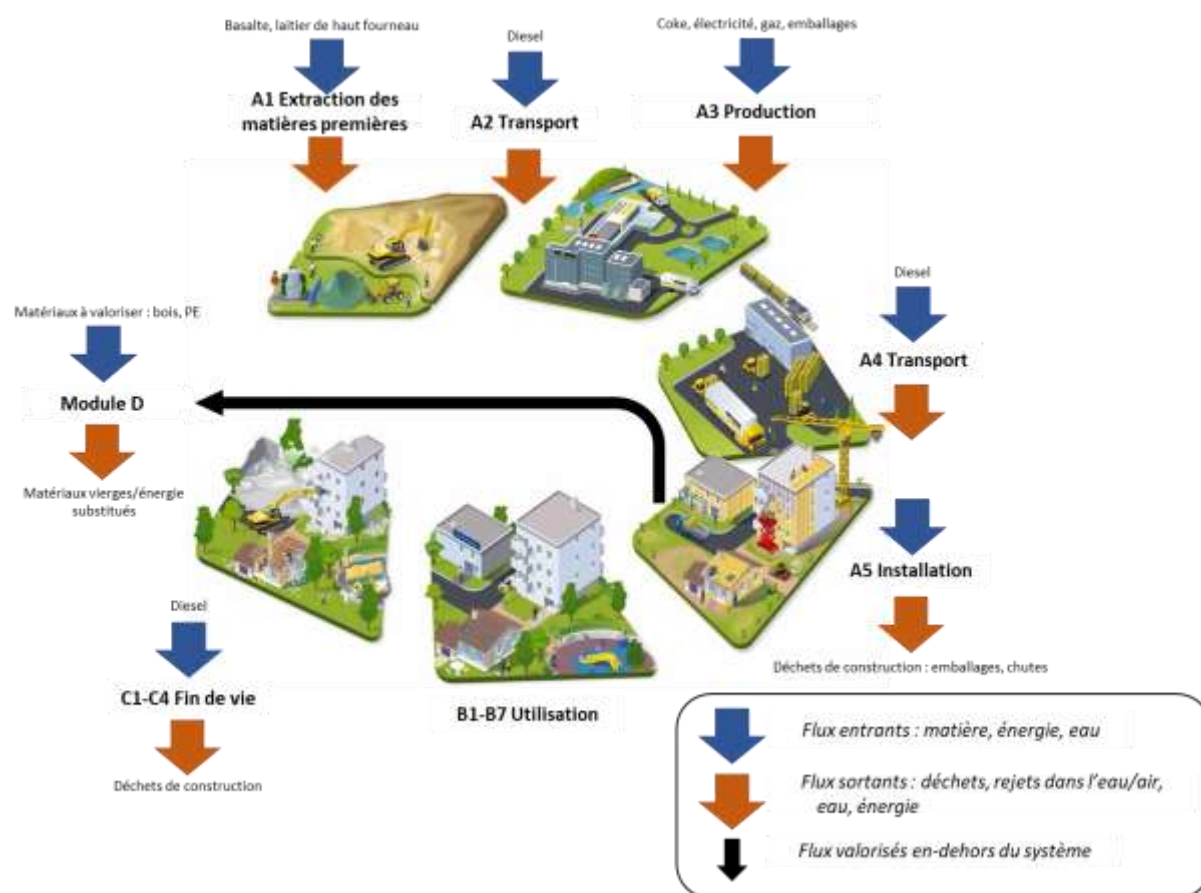 Basalte, laitier de haut fourneau
Diesel
Coke, électricité, gaz, emballages
A1 Extraction des
matières premières
A2 Transport
A3 Production
Diesel
A4 Transport
Matériaux à valoriser : bois, PE
Module D
Matériaux vierges/énergie
substitués
A5 Installation
Déchets de construction : emballages, chutes
Diesel
C1-C4 Fin de vie
Déchets de construction
B1-B7 Utilisation
Flux entrants : matière, énergie, eau
Flux sortants : déchets, rejets dans l'eau/air,
eau, énergie
Flux valorisés en-dehors du système